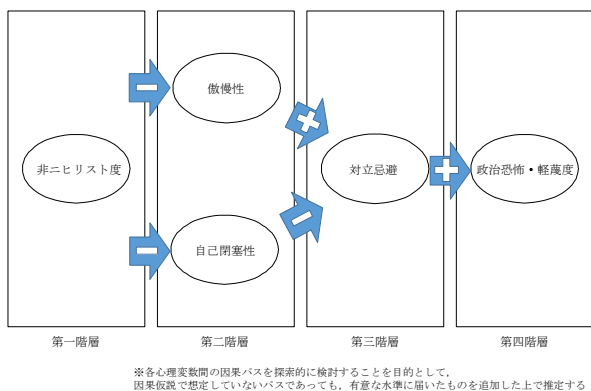 傲慢性
非ニヒリスト度
対立忌避
政治恐怖・軽蔑度
自己閉塞性
第一階層
第二階層
第三階層
第四階層
※各心理変数間の因果パスを探索的に検討することを目的として,
因果仮説で想定していないパスであっても, 有意な水準に届いたものを追加した上で推定する